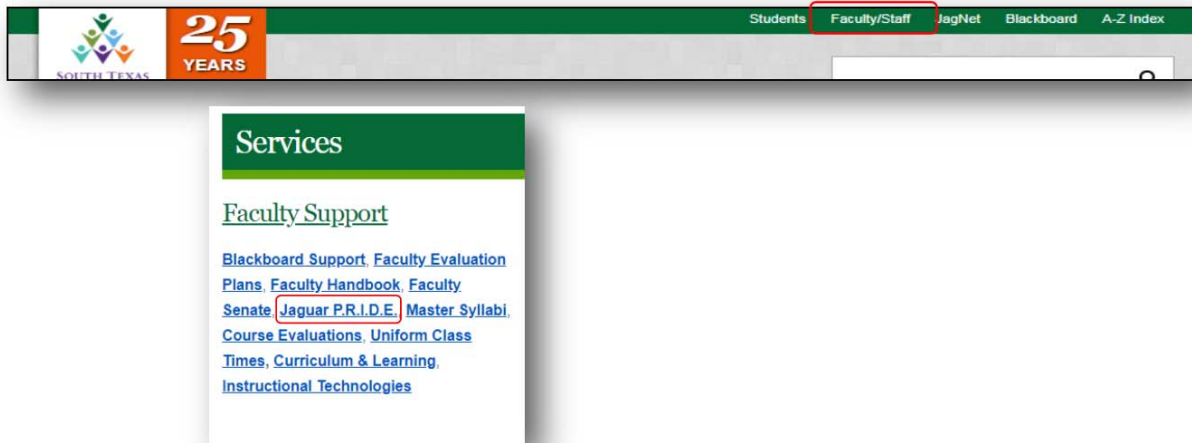 Students Faculty/Staff JagNet Blackboard A-Z Index
25
YEARS
SOUTH TEXAS
Services
Faculty Support
Blackboard Support, Faculty Evaluation
Plans, Faculty Handbook, Faculty
Senate, Jaguar P.R.I.D.E., Master Syllabi,
Course Evaluations, Uniform Class
Times, Curriculum & Learning,
Instructional Technologies